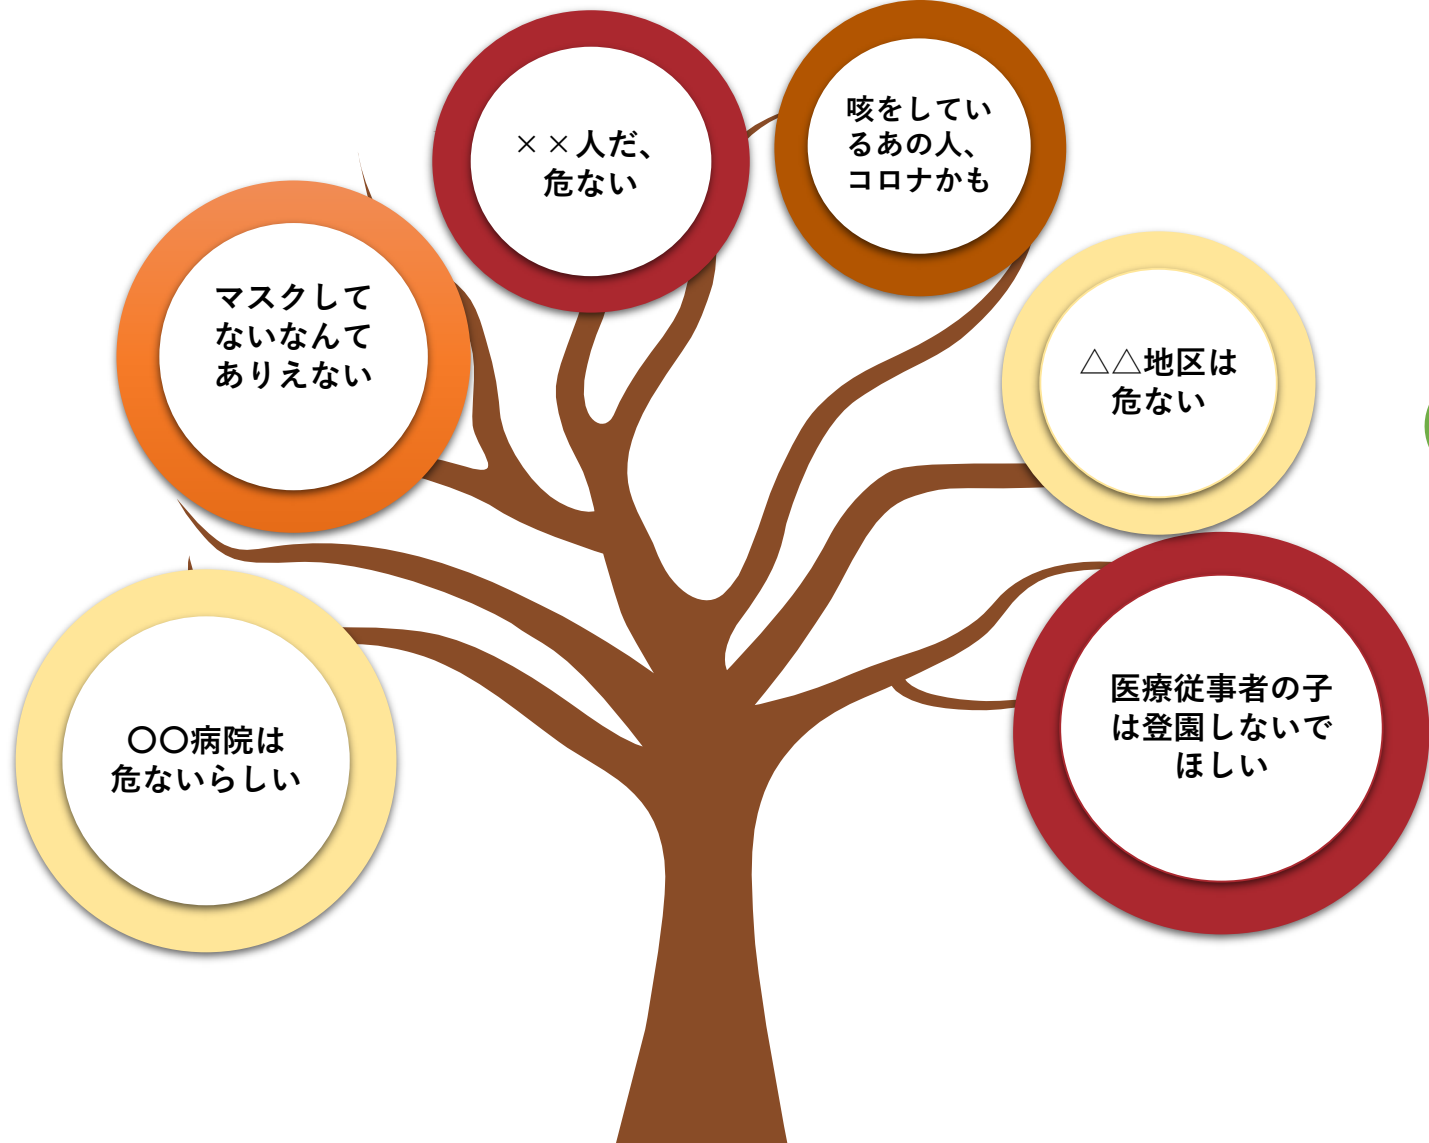 ××人だ、
危ない
咳をしてい
るあの人、
コロナかも
マスクして
ないなんて
ありえない
△△地区は
危ない
〇〇病院は
危ないらしい
医療従事者の子
は登園しないで
ほしい